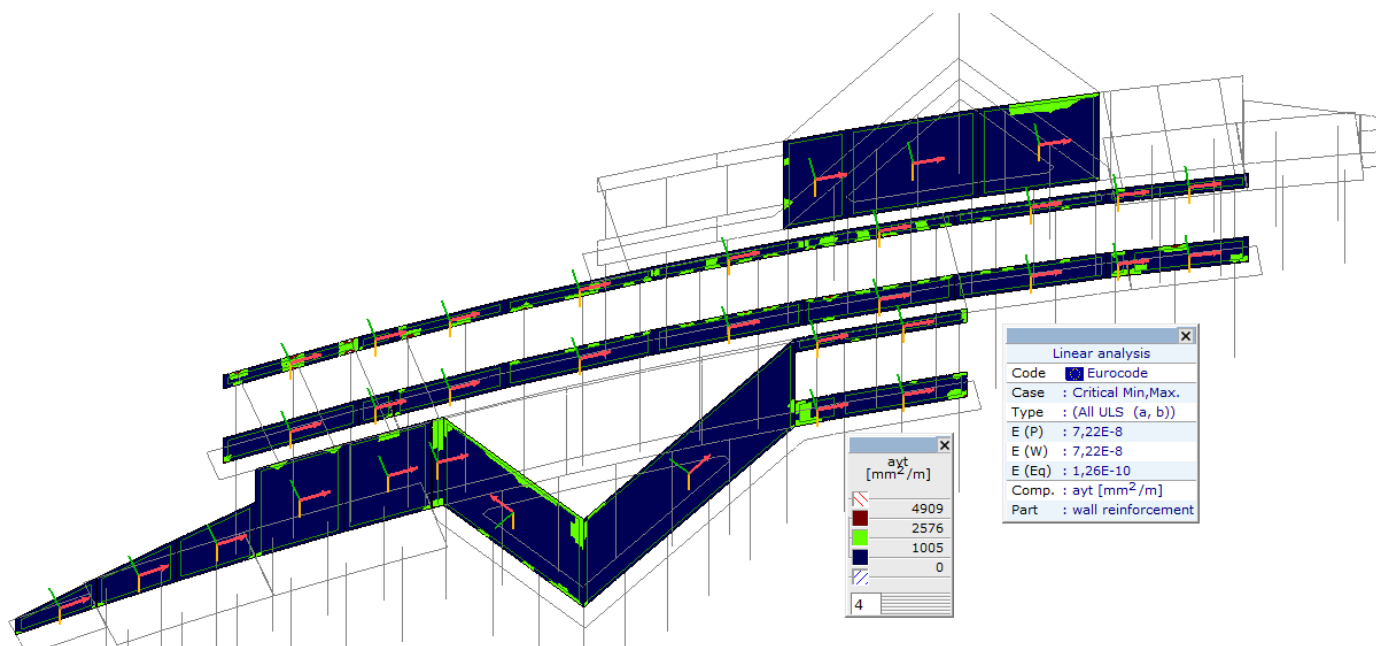 Linear analysis
Code Eurocode
Case : Critical Min,Max.
Type : (All ULS (a, b))
E (P) : 7,22E-8
E (W) : 7,22E-8
E (Eq) : 1,26E-10
Comp. : ayt [mm²/m]
Part : wall reinforcement
ayt
[mm²/m]
4909
2576
1005
0
4